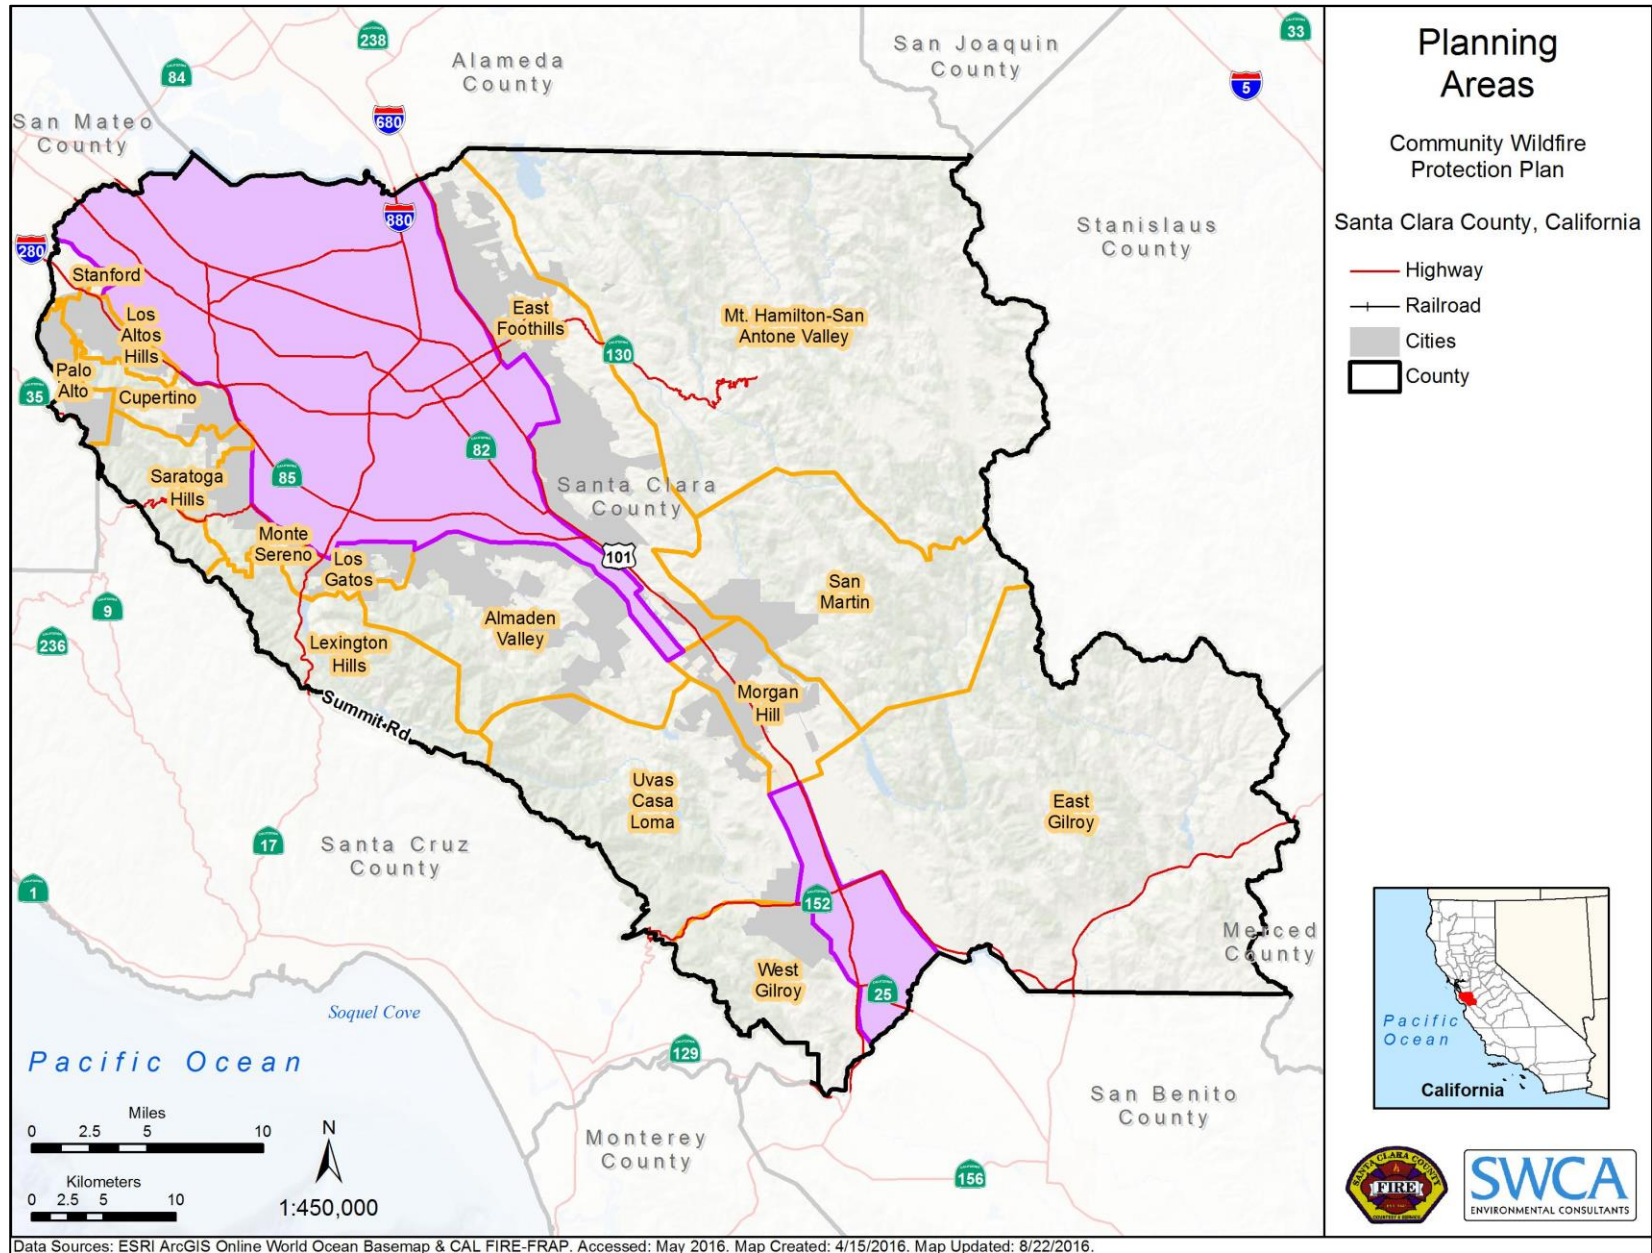 Planning
Areas
Community Wildfire
Protection Plan
Santa Clara County, California
Highway
Railroad
Cities
County
238
84
33
5
680
880
280
Alameda
County
San Joaquin
County
San Mateo
County
Stanislaus
County
Stanford
Los
Altos
Hills
East
Foothills
Mt. Hamilton-San
Antone Valley
130
Palo
Alto
35
Cupertino
82
85
Saratoga
Hills
Santa Clara
County
Monte
Sereno
Los
Gatos
101
San
Martin
9
236
Almaden
Valley
Lexington
Hills
Summit Rd
Morgan
Hill
Uvas
Casa
Loma
East
Gilroy
Santa Cruz
County
17
1
152
Merced
County
West
Gilroy
25
Soquel Cove
Pacific Ocean
129
San Benito
County
Monterey
County
156
Miles
0 2.5 5 10
Kilometers
0 2.5 5 10
N
1:450,000
Pacific
Ocean
California
SANTA CLARA COUNTY
FIRE
SWCA
ENVIRONMENTAL CONSULTANTS
Data Sources: ESRI ArcGIS Online World Ocean Basemap & CAL FIRE-FRAP. Accessed: May 2016. Map Created: 4/15/2016. Map Updated: 8/22/2016.